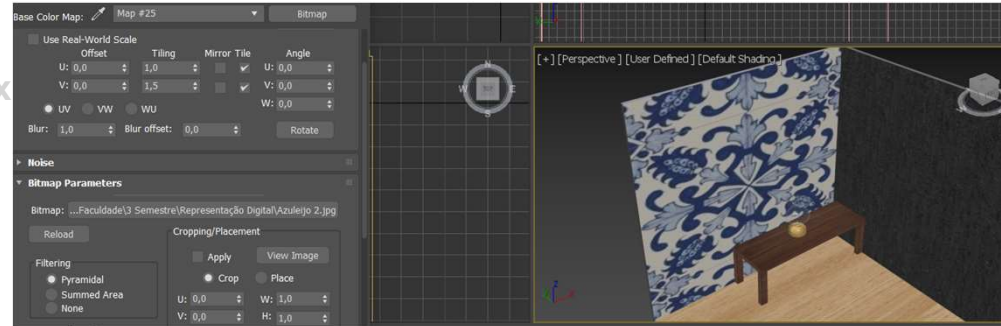 Base Color Map: Map #25 Bitmap
Use Real-World Scale
Offset Tiling Mirror Tile Angle
U: 0,0 1,0 U: 0,0
V: 0,0 1,5 V: 0,0
W: 0,0
UV VW WU
Blur: 1,0 Blur offset: 0,0 Rotate
Noise
Bitmap Parameters
Bitmap: ...Faculdade\3 Semestre\Representação Digital\Azuleijo 2.jpg
Reload
Cropping/Placement
Apply View Image
Crop Place
U: 0,0 W: 1,0
V: 0,0 H: 1,0
Filtering
Pyramidal
Summed Area
None
N
W E
S
[+] [Perspective ] [User Defined ] [Default Shading ]
z
x